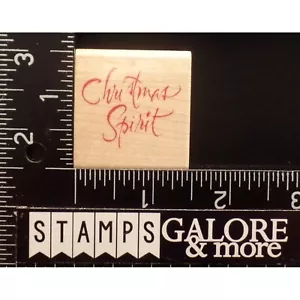 Christmas
Spirit
3
2
1
1
2
3
STAMPS
GALORE
& more